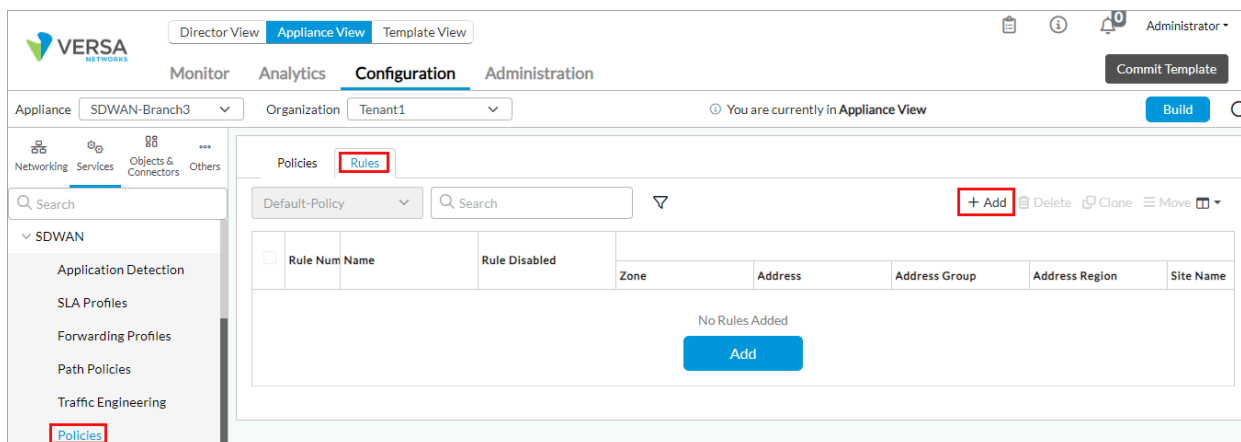 Director View Appliance View Template View
0
Administrator
VERSA
NETWORKS
Monitor Analytics Configuration Administration
Commit Template
Appliance SDWAN-Branch3 Organization Tenant1 You are currently in Appliance View Build
Networking Services Objects & Connectors Others
Policies Rules
Search
Default-Policy Search + Add Delete Clone Move
SDWAN
Rule Num Name Rule Disabled
Application Detection
Zone Address Address Group Address Region Site Name
SLA Profiles
No Rules Added
Forwarding Profiles
Add
Path Policies
Traffic Engineering
Policies